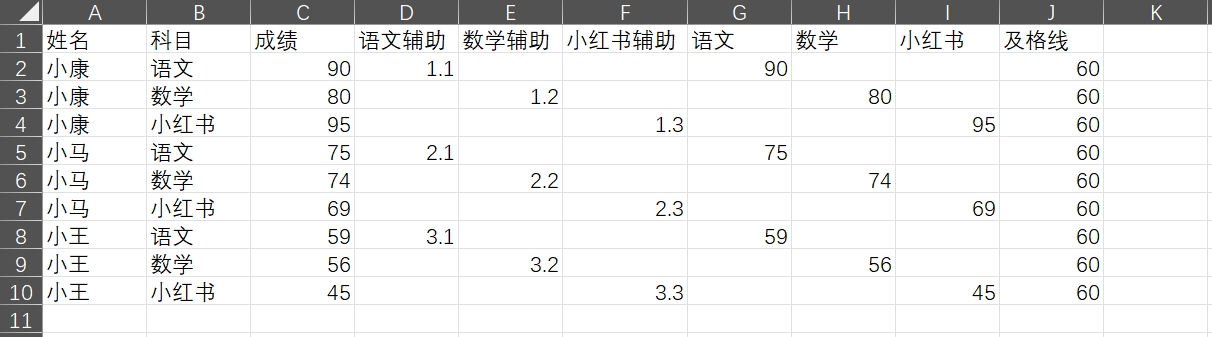 A B C D E F G H I J K
1 姓名 科目 成绩 语文辅助 数学辅助 小红书辅助 语文 数学 小红书 及格线
2 小康 语文 90 1.1 90 60
3 小康 数学 80 1.2 80 60
4 小康 小红书 95 1.3 95 60
5 小马 语文 75 2.1 75 60
6 小马 数学 74 2.2 74 60
7 小马 小红书 69 2.3 69 60
8 小王 语文 59 3.1 59 60
9 小王 数学 56 3.2 56 60
10 小王 小红书 45 3.3 45 60
11